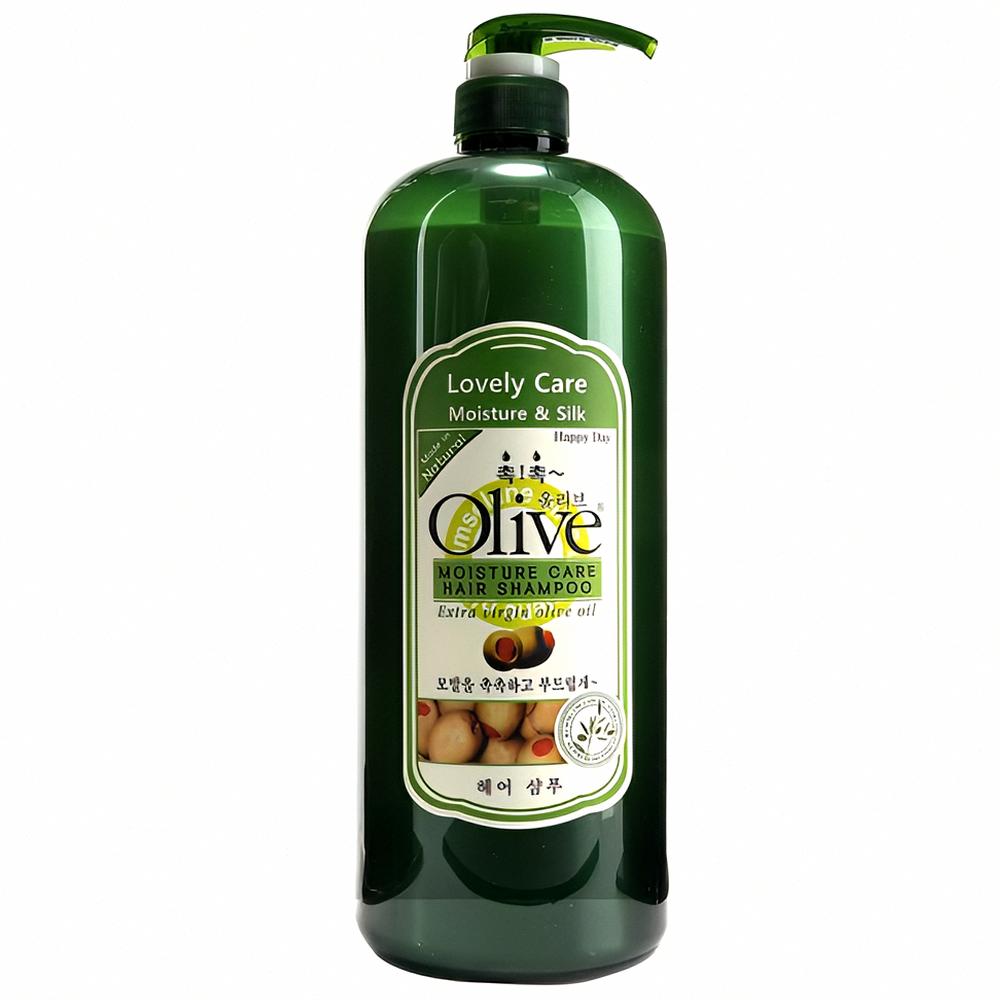 Lovely Care
Moisture & Silk
Made in
Natural
Happy Day
촉!촉~
올리브
Olive
MOISTURE CARE
HAIR SHAMPOO
Extra virgin olive oil
모발을 촉촉하고 부드럽게~
헤어 샴푸